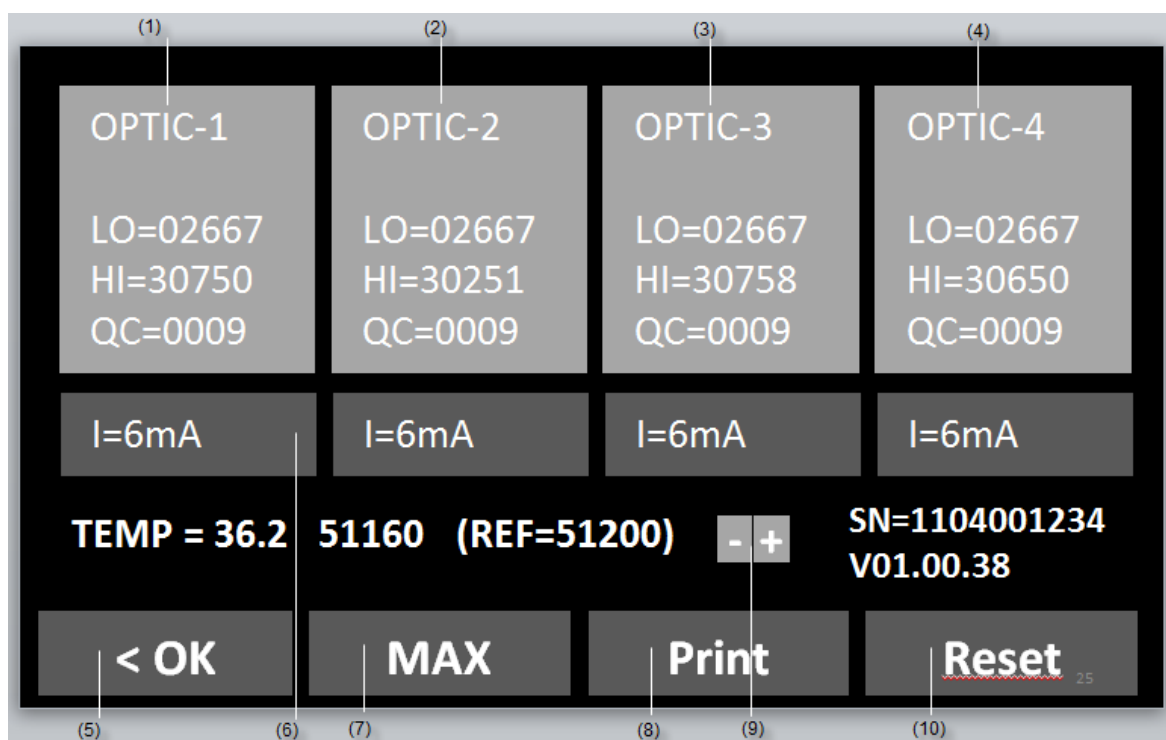 (1) (2) (3) (4)
OPTIC-1 OPTIC-2 OPTIC-3 OPTIC-4
LO=02667 LO=02667 LO=02667 LO=02667
HI=30750 HI=30251 HI=30758 HI=30650
QC=0009 QC=0009 QC=0009 QC=0009
I=6mA I=6mA I=6mA I=6mA
TEMP = 36.2 51160 (REF=51200) - + SN=1104001234
V01.00.38
< OK MAX Print Reset 25
(5) (6) (7) (8) (9) (10)